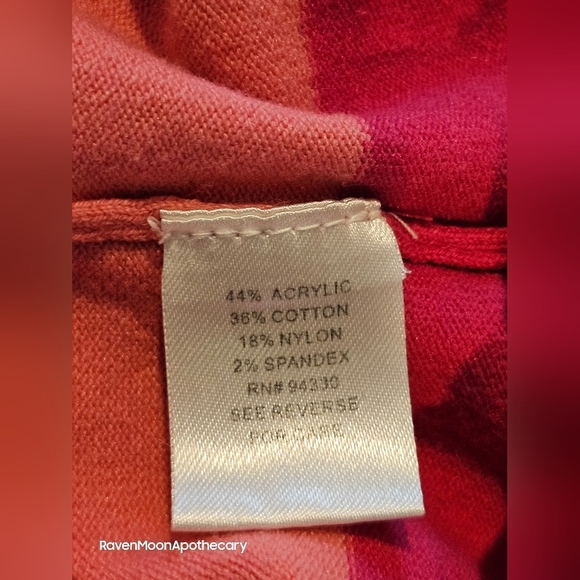 44% ACRYLIC
36% COTTON
18% NYLON
2% SPANDEX
RN# 94330
SEE REVERSE
FOR CARE
RavenMoonApothecary